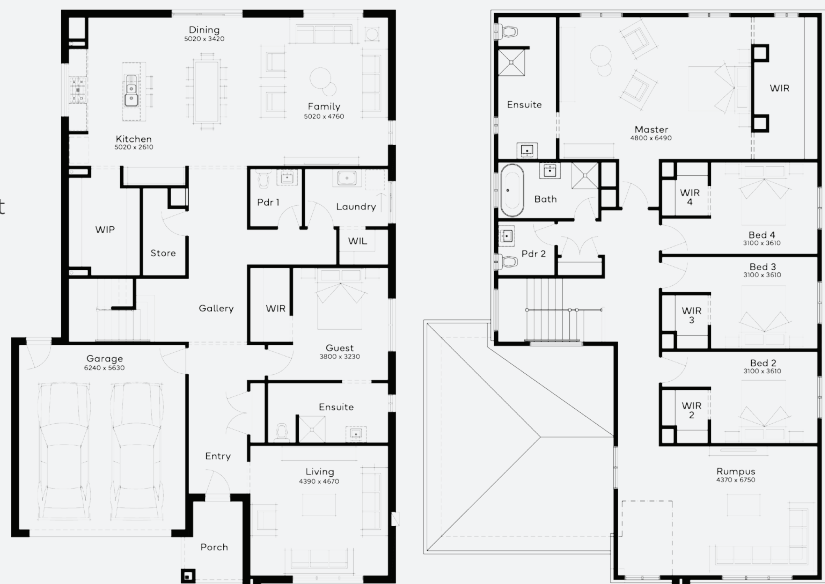 Dining
5020 x 3420
Family
5020 x 4760
Kitchen
5020 x 2610
WIP
Store
Pdr 1
Laundry
WIL
Gallery
WIR
Guest
3800 x 3230
Garage
6240 x 5630
Ensuite
Entry
Living
4390 x 4670
Porch
t
Ensuite
Master
4800 x 6490
WIR
Bath
WIR
4
Bed 4
3100 x 3610
Pdr 2
Bed 3
3100 x 3610
WIR
3
Bed 2
3100 x 3610
WIR
2
Rumpus
4370 x 6750